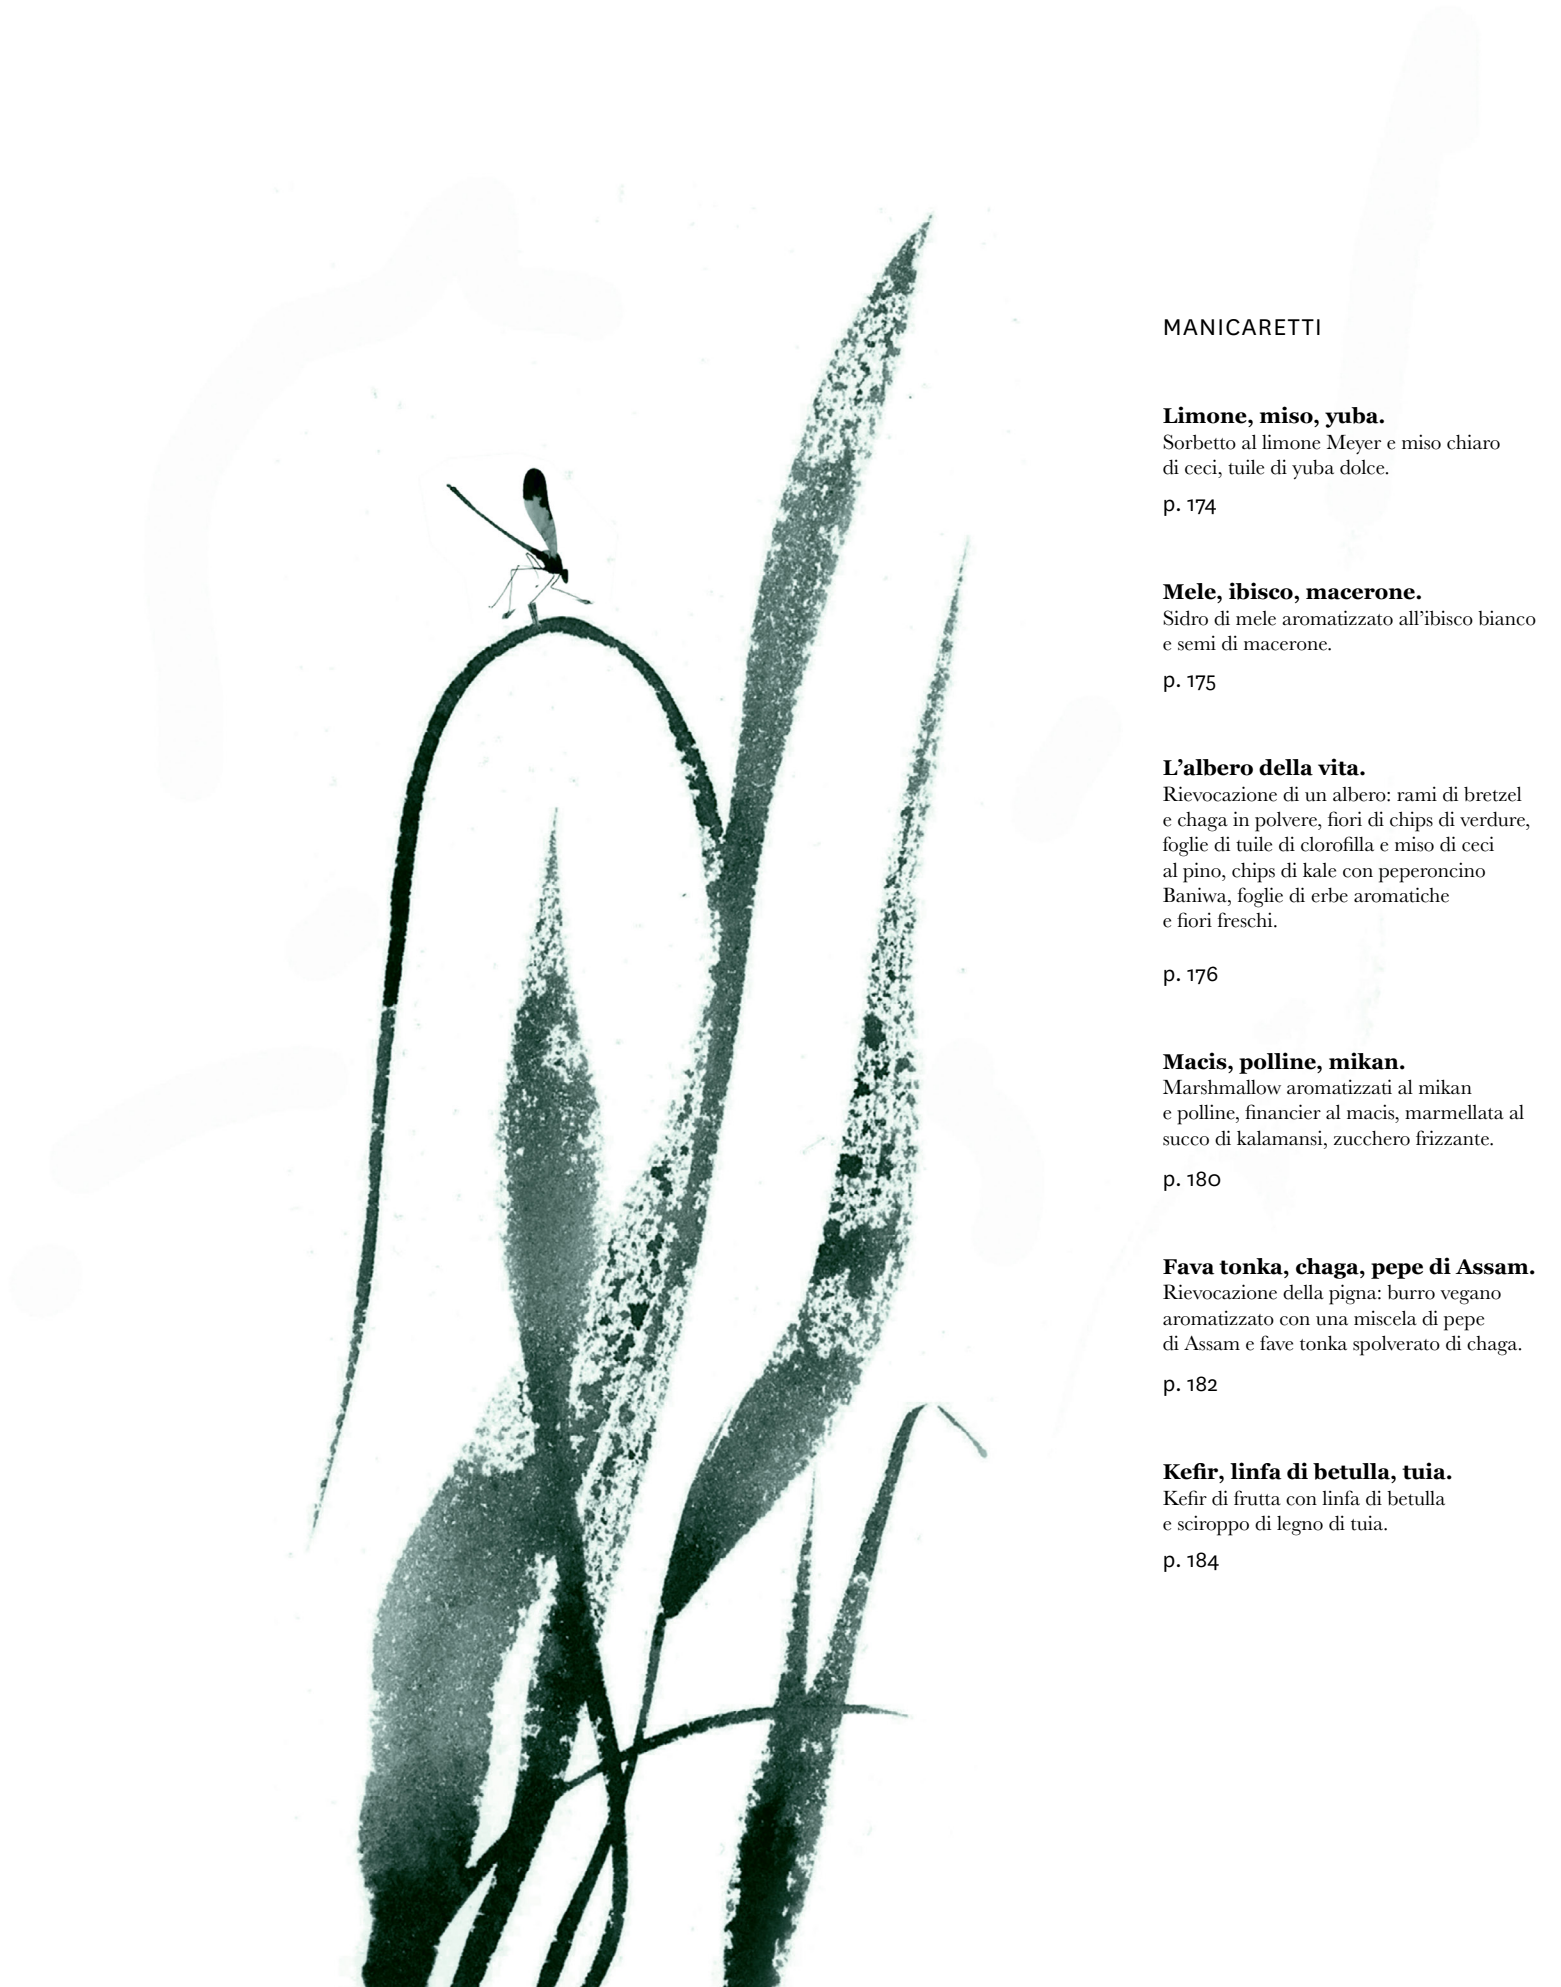 MANICARETTI
Limone, miso, yuba.
Sorbetto al limone Meyer e miso chiaro
di ceci, tuile di yuba dolce.
p. 174
Mele, ibisco, macerone.
Sidro di mele aromatizzato all’ibisco bianco
e semi di macerone.
p. 175
L’albero della vita.
Rievocazione di un albero: rami di bretzel
e chaga in polvere, fiori di chips di verdure,
foglie di tuile di clorofilla e miso di ceci
al pino, chips di kale con peperoncino
Baniwa, foglie di erbe aromatiche
e fiori freschi.
p. 176
Macis, polline, mikan.
Marshmallow aromatizzati al mikan
e polline, financier al macis, marmellata al
succo di kalamansi, zucchero frizzante.
p. 180
Fava tonka, chaga, pepe di Assam.
Rievocazione della pigna: burro vegano
aromatizzato con una miscela di pepe
di Assam e fave tonka spolverato di chaga.
p. 182
Kefir, linfa di betulla, tuia.
Kefir di frutta con linfa di betulla
e sciroppo di legno di tuia.
p. 184